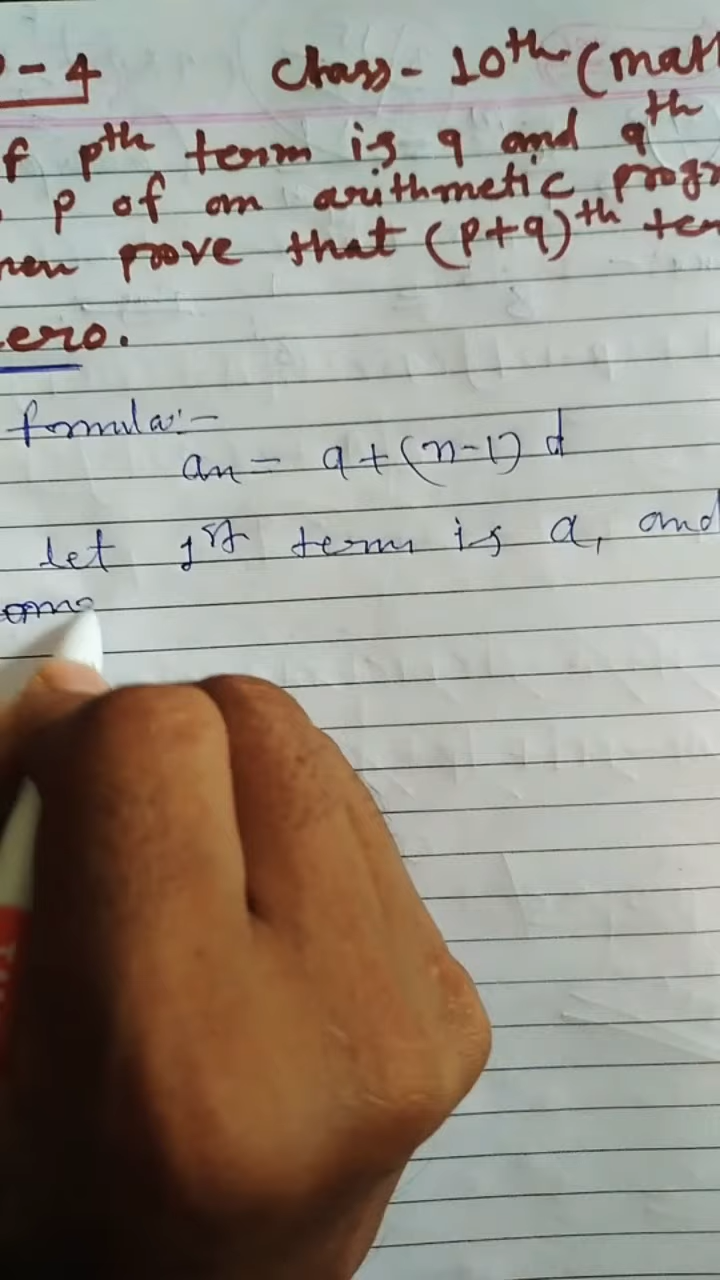 - 4 Class - 10th (mat
f pth term is q and qth
p of an arithmetic progr
prove that (p+q)th te
ero.
formula:-
an = a + (n-1) d
let 1st term is a, and